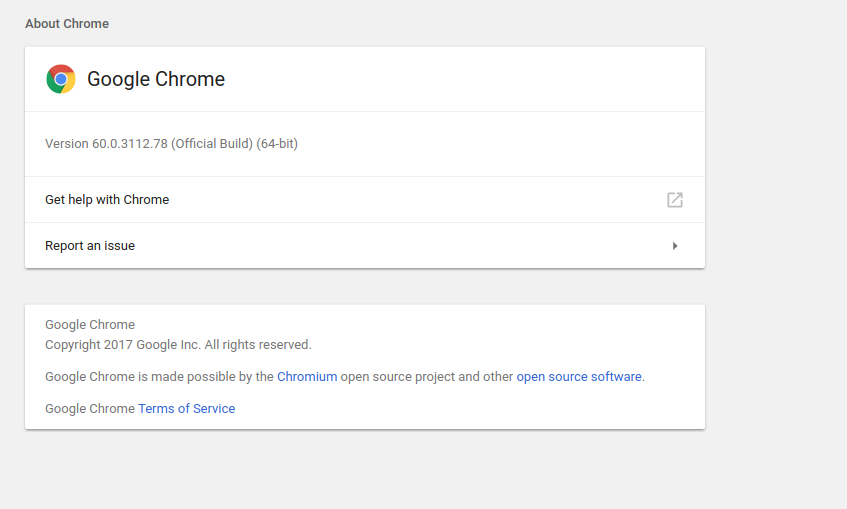 About Chrome
Google Chrome
Version 60.0.3112.78 (Official Build) (64-bit)
Get help with Chrome
Report an issue
Google Chrome
Copyright 2017 Google Inc. All rights reserved.
Google Chrome is made possible by the Chromium open source project and other open source software.
Google Chrome Terms of Service